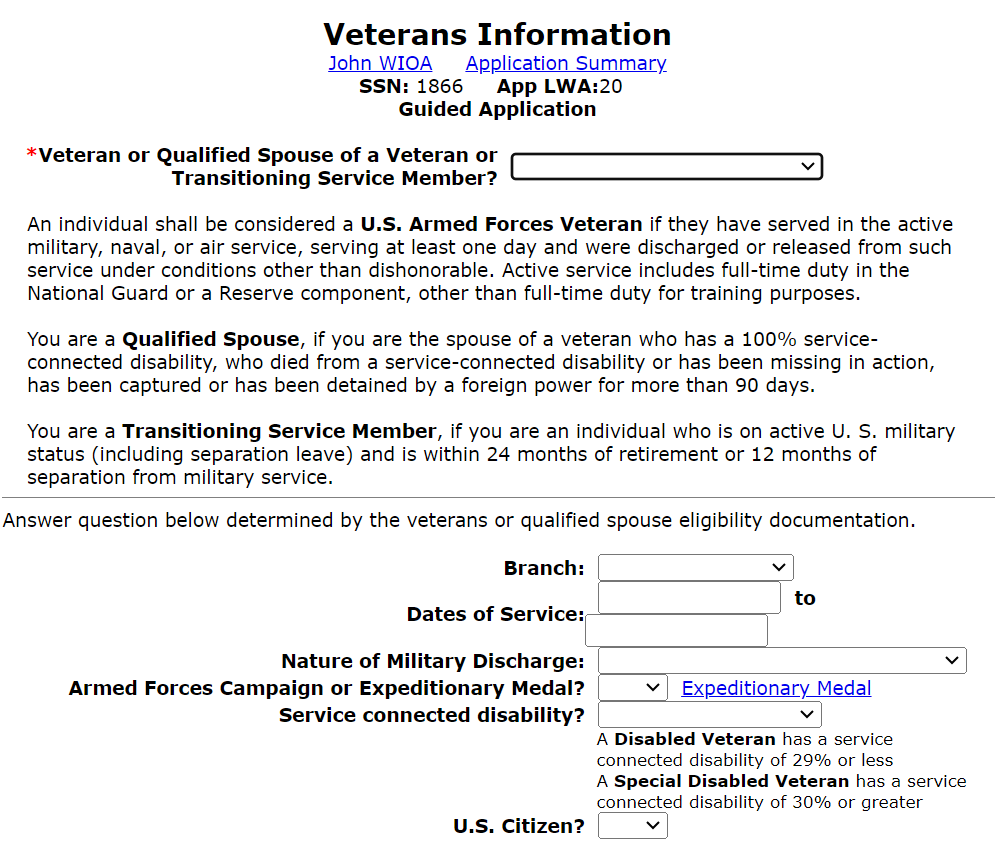 Veterans Information
John WIOA Application Summary
SSN: 1866 App LWA:20
Guided Application
*Veteran or Qualified Spouse of a Veteran or
Transitioning Service Member?
An individual shall be considered a U.S. Armed Forces Veteran if they have served in the active
military, naval, or air service, serving at least one day and were discharged or released from such
service under conditions other than dishonorable. Active service includes full-time duty in the
National Guard or a Reserve component, other than full-time duty for training purposes.
You are a Qualified Spouse, if you are the spouse of a veteran who has a 100% service-
connected disability, who died from a service-connected disability or has been missing in action,
has been captured or has been detained by a foreign power for more than 90 days.
You are a Transitioning Service Member, if you are an individual who is on active U. S. military
status (including separation leave) and is within 24 months of retirement or 12 months of
separation from military service.
Answer question below determined by the veterans or qualified spouse eligibility documentation.
Branch:
Dates of Service: to
Nature of Military Discharge:
Armed Forces Campaign or Expeditionary Medal? Expeditionary Medal
Service connected disability?
A Disabled Veteran has a service
connected disability of 29% or less
A Special Disabled Veteran has a service
connected disability of 30% or greater
U.S. Citizen?